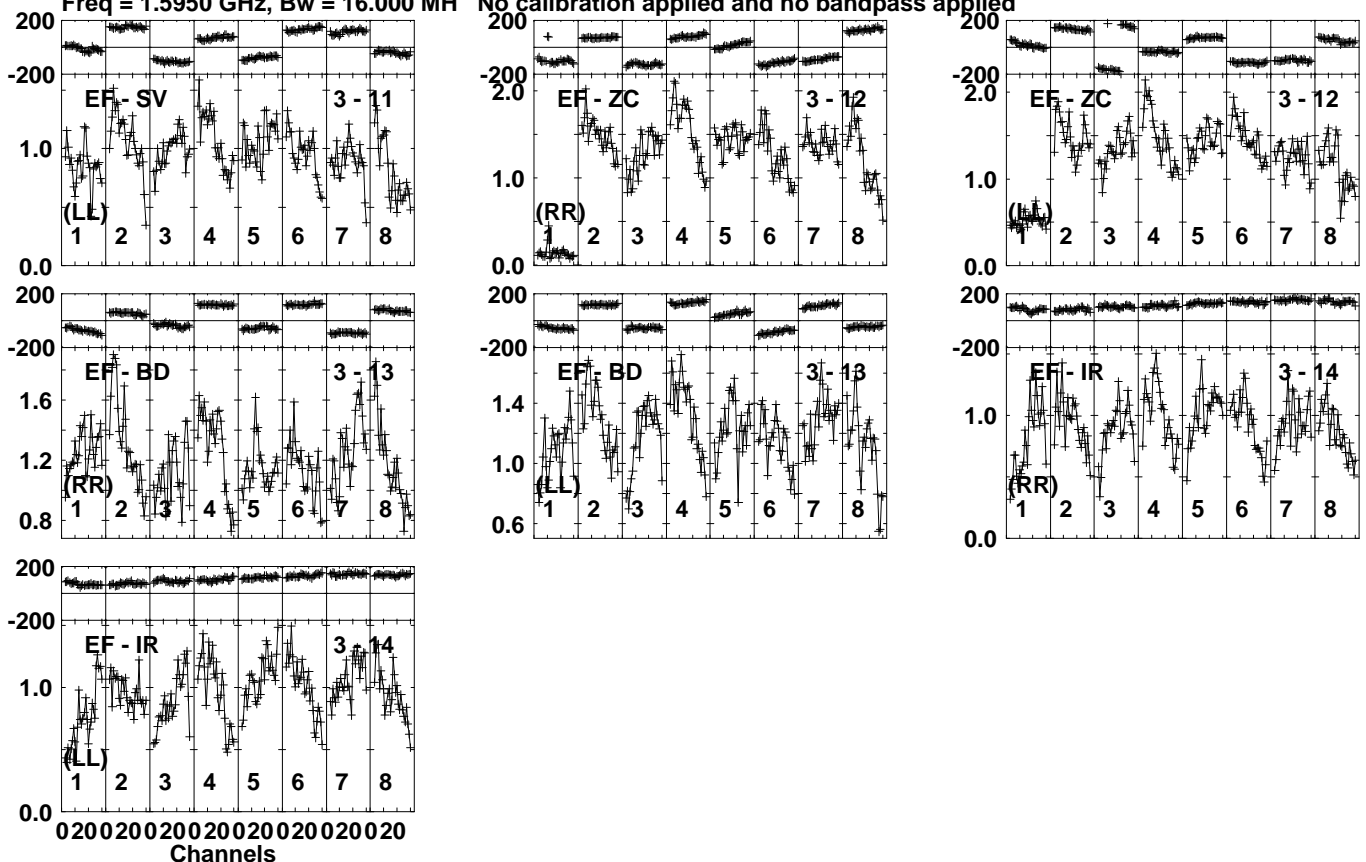 Freq = 1.5950 GHz, Bw = 16.000 MH No calibration applied and no bandpass applied
200 200 200
-200 -200 -200
EF - SV 3 - 11 EF - ZC 3 - 12 EF - ZC 3 - 12
2.0 2.0
1.0 1.0 1.0
(LL) (RR) (LL)
1 2 3 4 5 6 7 8 1 2 3 4 5 6 7 8 1 2 3 4 5 6 7 8
0.0 0.0 0.0
200 200 200
-200 -200 -200
EF - BD 3 - 13 EF - BD 3 - 13 EF - IR 3 - 14
1.6 1.4 1.0
1.2 1.0
(RR) (LL) (RR)
1 2 3 4 5 6 7 8 1 2 3 4 5 6 7 8 1 2 3 4 5 6 7 8
0.8 0.6 0.0
200
-200
EF - IR 3 - 14
1.0
(LL)
1 2 3 4 5 6 7 8
0.0
0 20 0 20 0 20 0 20 0 20 0 20 0 20 0 20
Channels